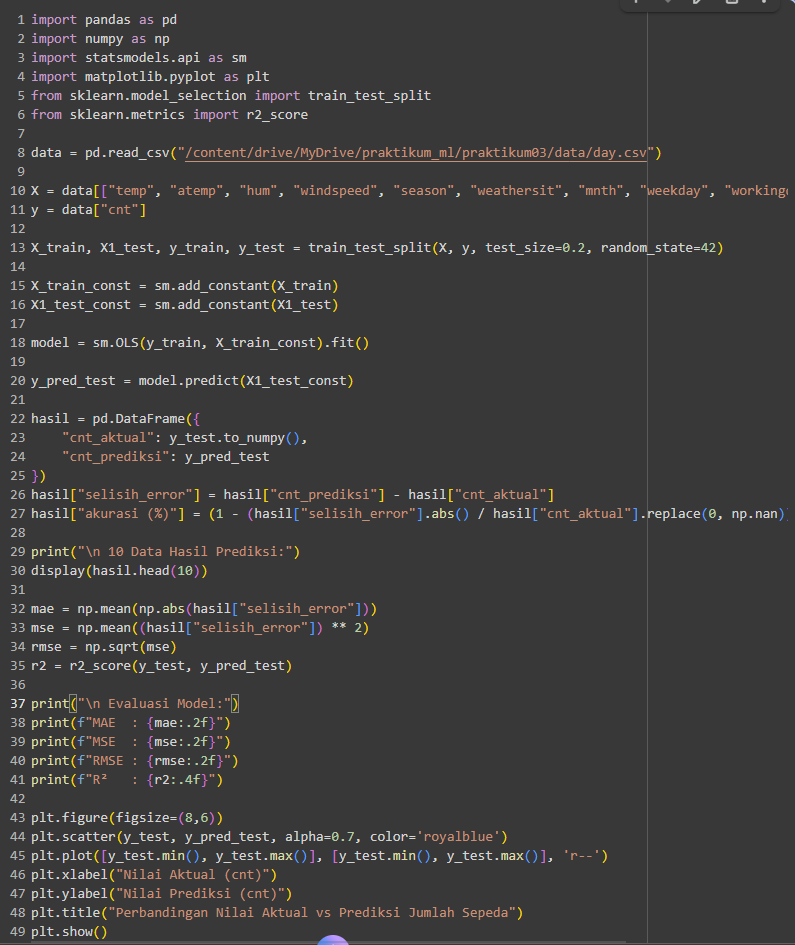 1 import pandas as pd
2 import numpy as np
3 import statsmodels.api as sm
4 import matplotlib.pyplot as plt
5 from sklearn.model_selection import train_test_split
6 from sklearn.metrics import r2_score
7
8 data = pd.read_csv("/content/drive/MyDrive/praktikum_ml/praktikum03/data/day.csv")
9
10 X = data[["temp", "atemp", "hum", "windspeed", "season", "weathersit", "mnth", "weekday", "working
11 y = data["cnt"]
12
13 X_train, X1_test, y_train, y_test = train_test_split(X, y, test_size=0.2, random_state=42)
14
15 X_train_const = sm.add_constant(X_train)
16 X1_test_const = sm.add_constant(X1_test)
17
18 model = sm.OLS(y_train, X_train_const).fit()
19
20 y_pred_test = model.predict(X1_test_const)
21
22 hasil = pd.DataFrame({
23     "cnt_aktual": y_test.to_numpy(),
24     "cnt_prediksi": y_pred_test
25 })
26 hasil["selisih_error"] = hasil["cnt_prediksi"] - hasil["cnt_aktual"]
27 hasil["akurasi (%)"] = (1 - (hasil["selisih_error"].abs() / hasil["cnt_aktual"].replace(0, np.nan)
28
29 print("\n 10 Data Hasil Prediksi:")
30 display(hasil.head(10))
31
32 mae = np.mean(np.abs(hasil["selisih_error"]))
33 mse = np.mean((hasil["selisih_error"]) ** 2)
34 rmse = np.sqrt(mse)
35 r2 = r2_score(y_test, y_pred_test)
36
37 print("\n Evaluasi Model:")
38 print(f"MAE  : {mae:.2f}")
39 print(f"MSE  : {mse:.2f}")
40 print(f"RMSE : {rmse:.2f}")
41 print(f"R²   : {r2:.4f}")
42
43 plt.figure(figsize=(8,6))
44 plt.scatter(y_test, y_pred_test, alpha=0.7, color='royalblue')
45 plt.plot([y_test.min(), y_test.max()], [y_test.min(), y_test.max()], 'r--')
46 plt.xlabel("Nilai Aktual (cnt)")
47 plt.ylabel("Nilai Prediksi (cnt)")
48 plt.title("Perbandingan Nilai Aktual vs Prediksi Jumlah Sepeda")
49 plt.show()